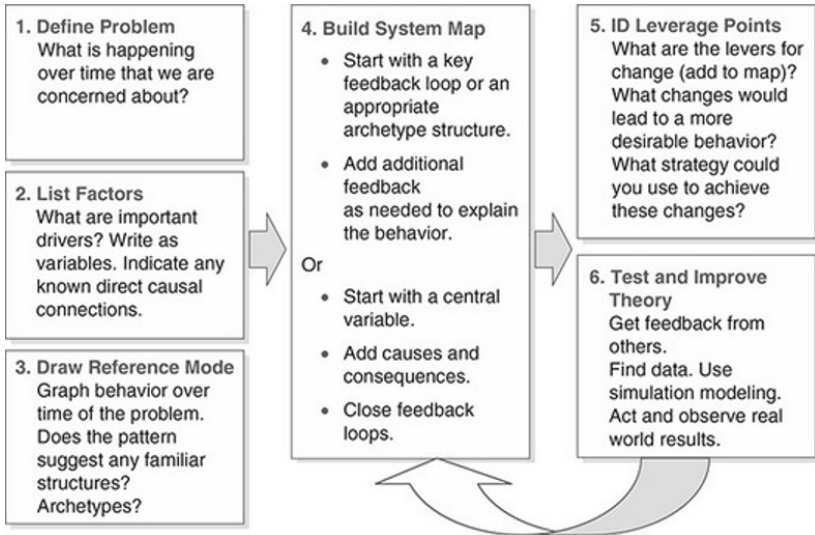 1. Define Problem
What is happening
over time that we are
concerned about?
2. List Factors
What are important
drivers? Write as
variables. Indicate any
known direct causal
connections.
3. Draw Reference Mode
Graph behavior over
time of the problem.
Does the pattern
suggest any familiar
structures?
Archetypes?
4. Build System Map
• Start with a key
feedback loop or an
appropriate
archetype structure.
• Add additional
feedback
as needed to explain
the behavior.
Or
• Start with a central
variable.
• Add causes and
consequences.
• Close feedback
loops.
5. ID Leverage Points
What are the levers for
change (add to map)?
What changes would
lead to a more
desirable behavior?
What strategy could
you use to achieve
these changes?
6. Test and Improve
Theory
Get feedback from
others.
Find data. Use
simulation modeling.
Act and observe real
world results.